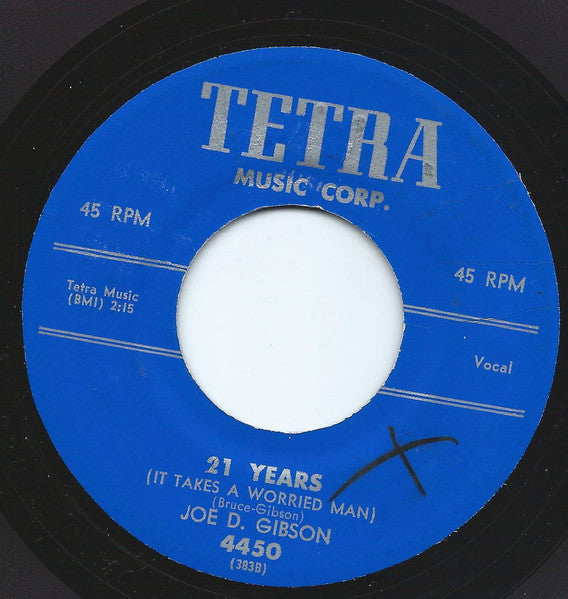 TETRA
MUSIC CORP.
45 RPM
45 RPM
Tetra Music
(BMI) 2:15
Vocal
21 YEARS
(IT TAKES A WORRIED MAN)
(Bruce-Gibson)
JOE D. GIBSON
4450
(383B)